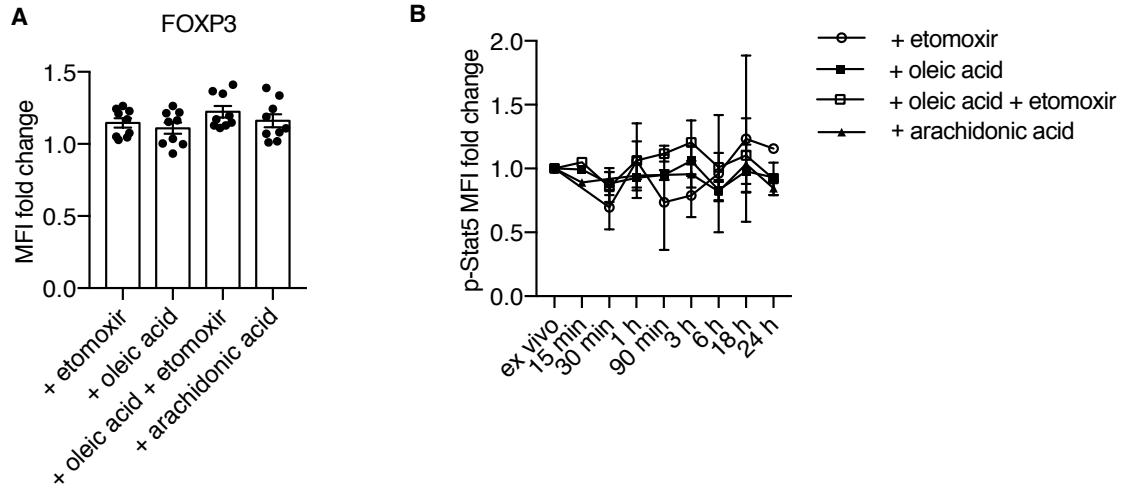 A
FOXP3
MFI fold change
1.5
1.0
0.5
0.0
+ etomoxir
+ oleic acid
+ oleic acid + etomoxir
+ arachidonic acid
B
p-Stat5 MFI fold change
2.0
1.5
1.0
0.5
0.0
ex vivo
15 min
30 min
1 h
90 min
3 h
6 h
18 h
24 h
+ etomoxir
+ oleic acid
+ oleic acid + etomoxir
+ arachidonic acid